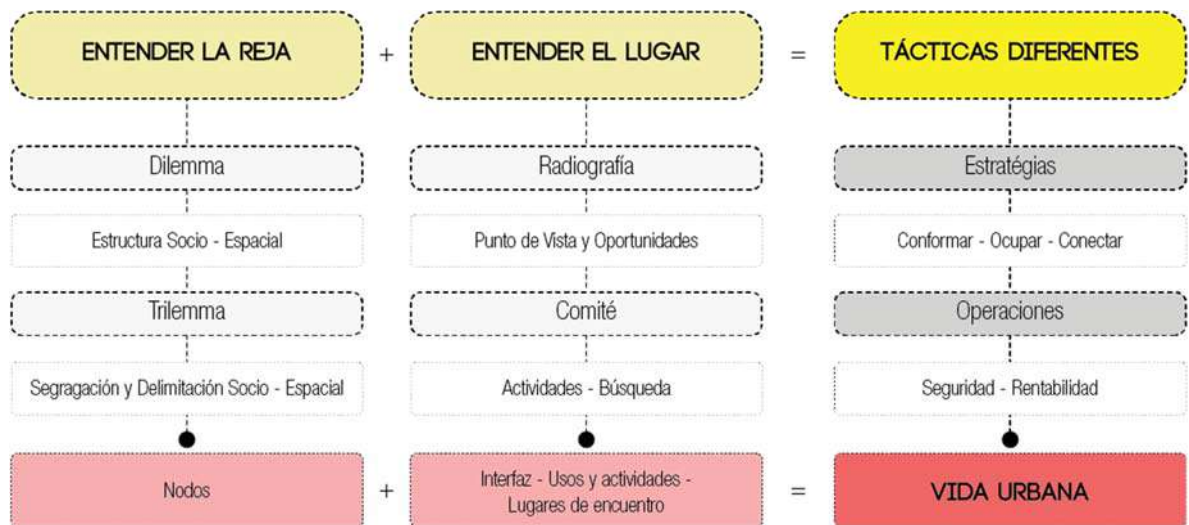 ENTENDER LA REJA + ENTENDER EL LUGAR = TÁCTICAS DIFERENTES
Dilemma
Radiografía
Estratégias
Estructura Socio - Espacial
Punto de Vista y Oportunidades
Conformar - Ocupar - Conectar
Trilemma
Comité
Operaciones
Segragación y Delimitación Socio - Espacial
Actividades - Búsqueda
Seguridad - Rentabilidad
Nodos + Interfaz - Usos y actividades -
Lugares de encuentro = VIDA URBANA